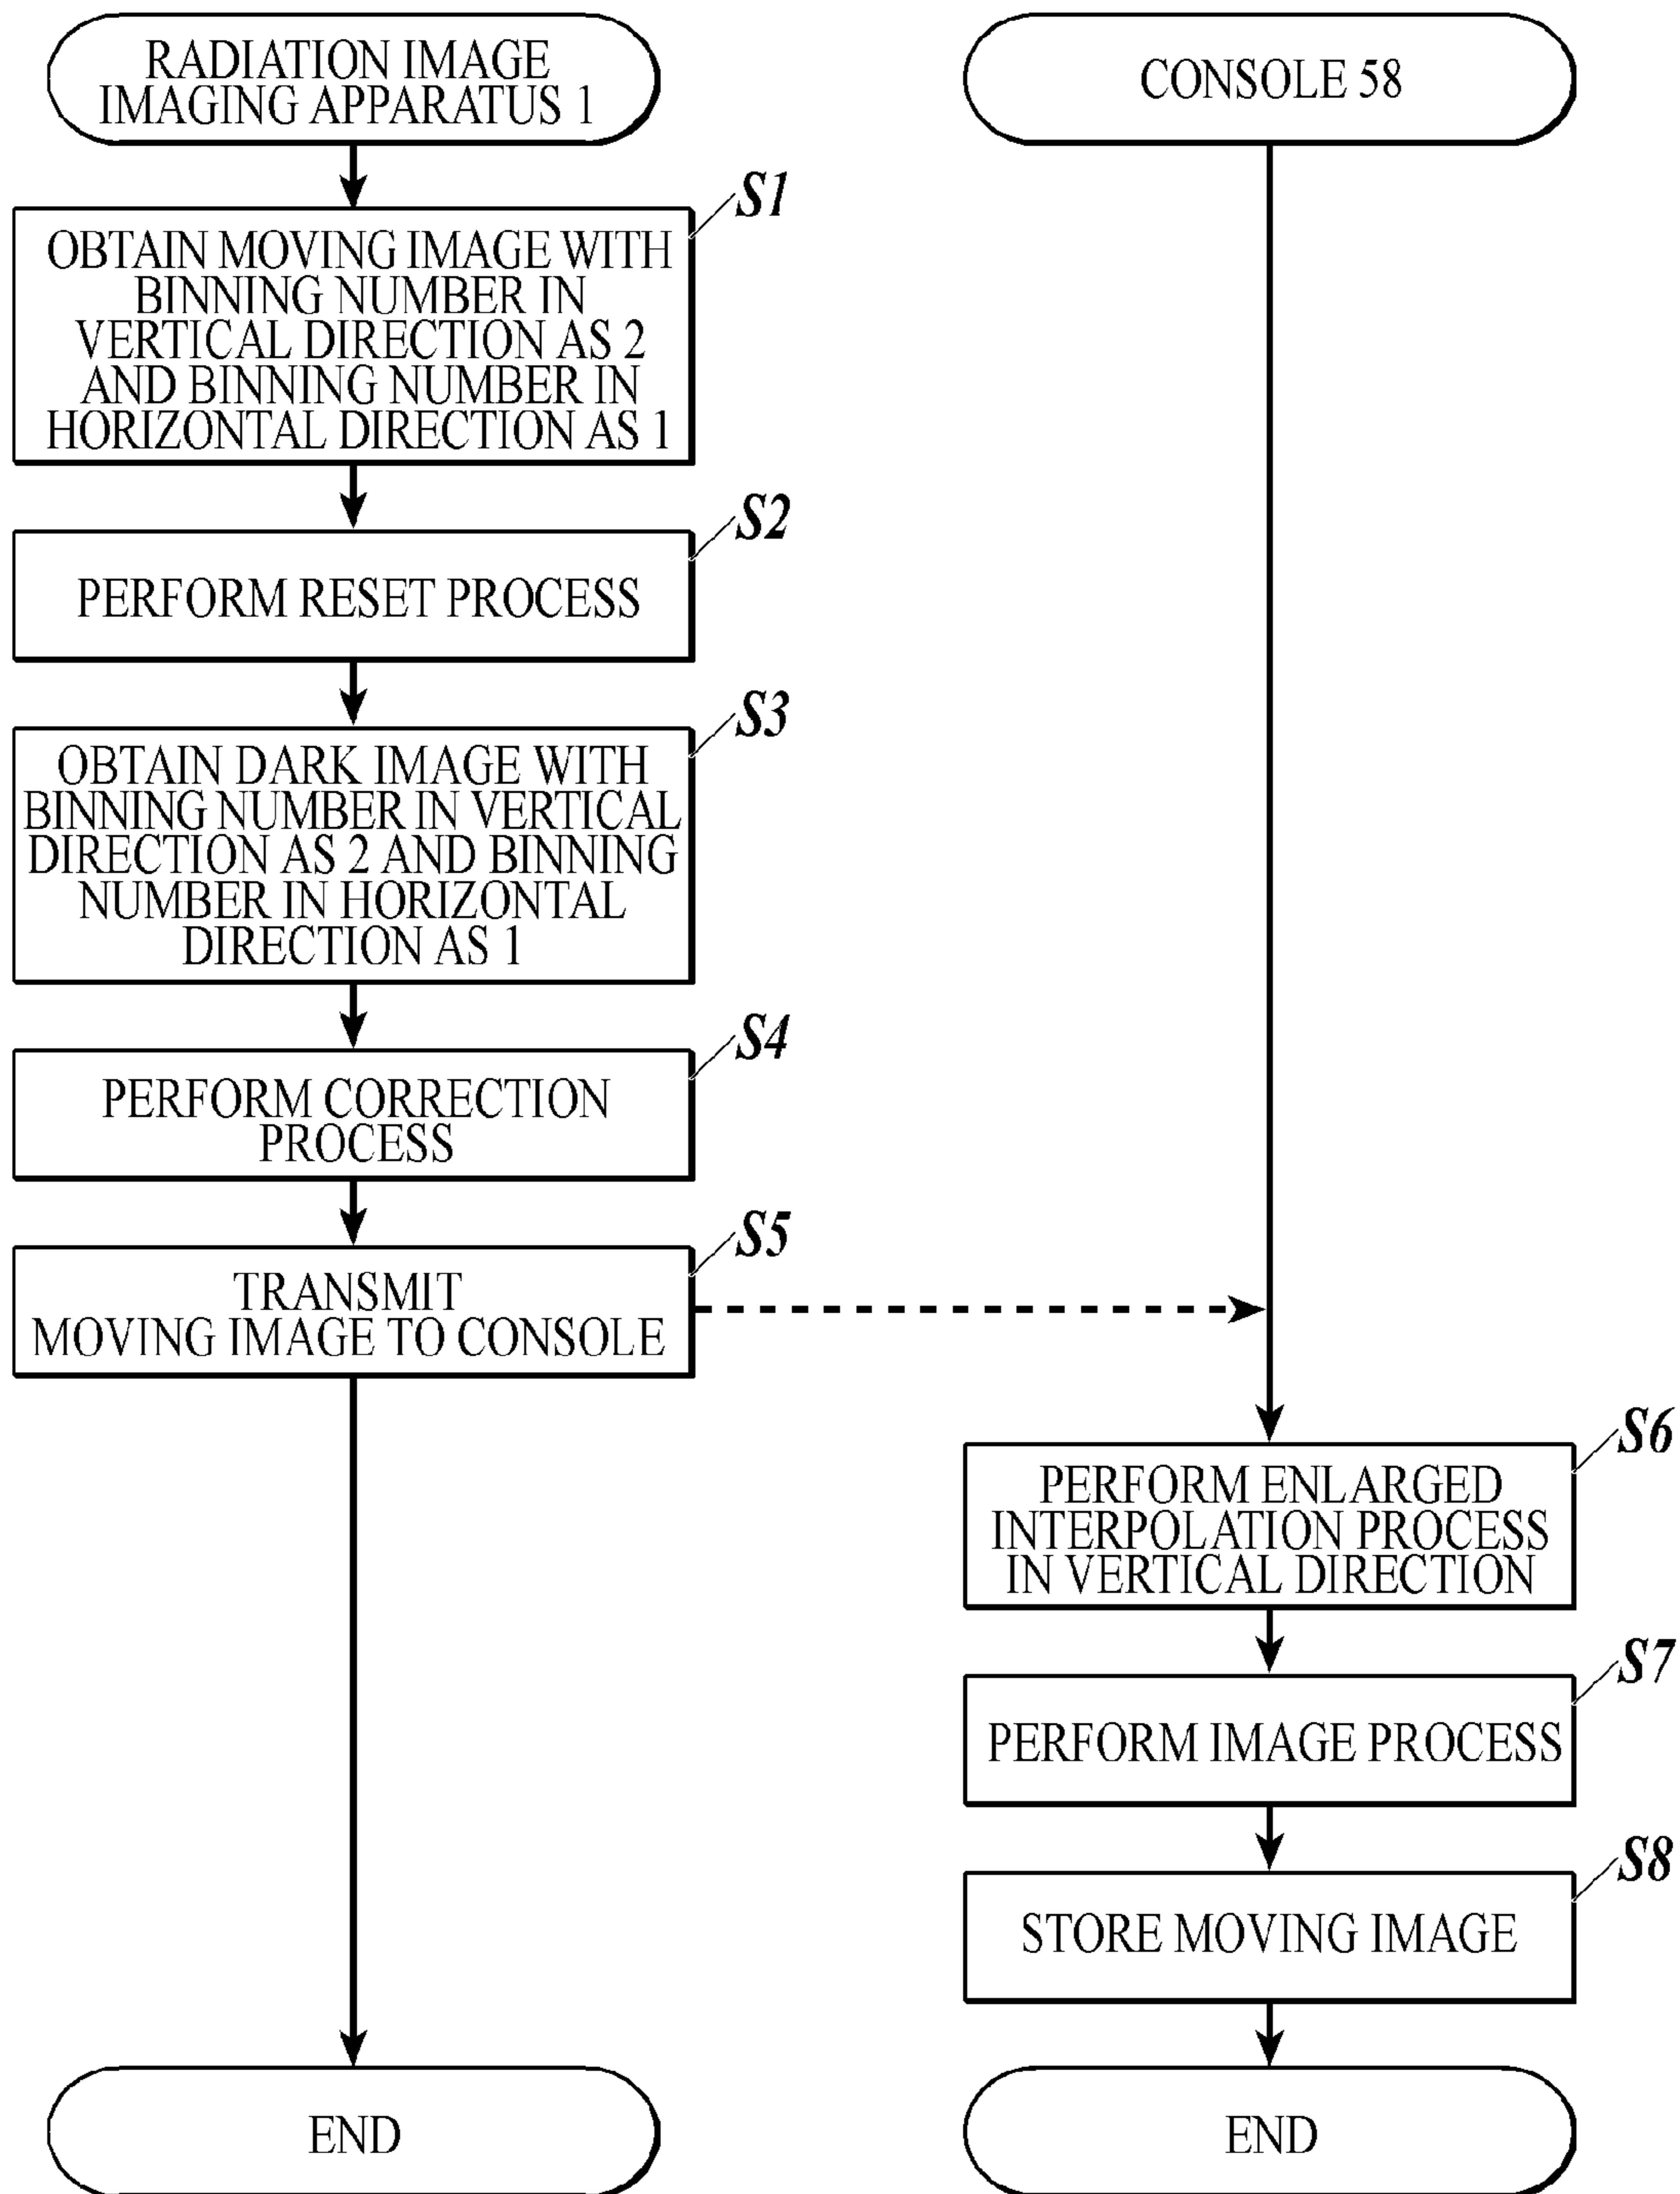 RADIATION IMAGE
IMAGING APPARATUS 1
S1
OBTAIN MOVING IMAGE WITH
BINNING NUMBER IN
VERTICAL DIRECTION AS 2
AND BINNING NUMBER IN
HORIZONTAL DIRECTION AS 1
S2
PERFORM RESET PROCESS
S3
OBTAIN DARK IMAGE WITH
BINNING NUMBER IN VERTICAL
DIRECTION AS 2 AND BINNING
NUMBER IN HORIZONTAL
DIRECTION AS 1
S4
PERFORM CORRECTION
PROCESS
S5
TRANSMIT
MOVING IMAGE TO CONSOLE
END
CONSOLE 58
S6
PERFORM ENLARGED
INTERPOLATION PROCESS
IN VERTICAL DIRECTION
S7
PERFORM IMAGE PROCESS
S8
STORE MOVING IMAGE
END